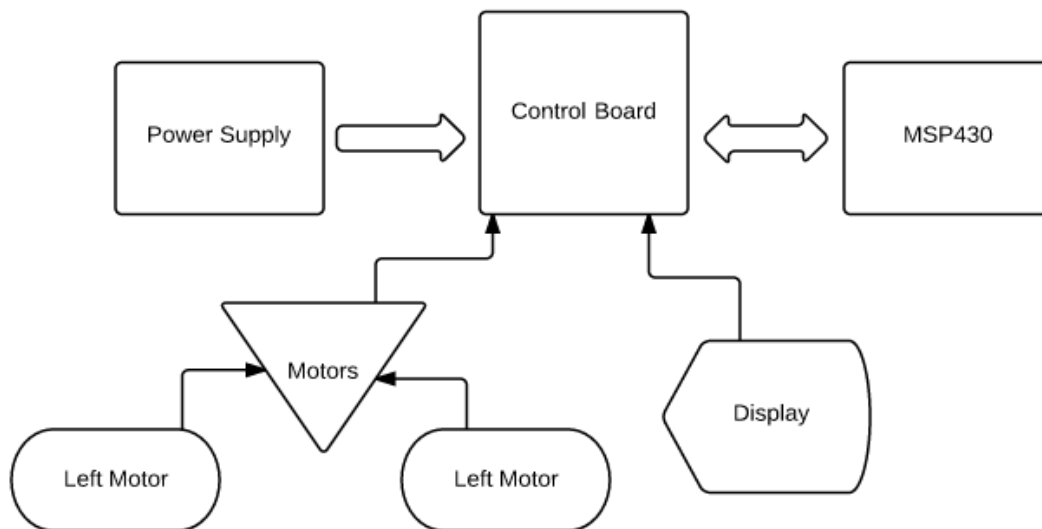 Control Board
Power Supply
MSP430
Motors
Display
Left Motor
Left Motor